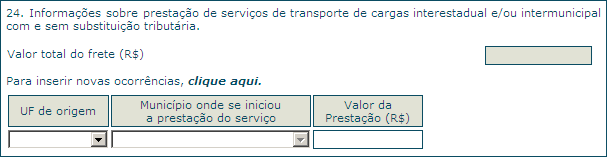 24. Informações sobre prestação de serviços de transporte de cargas interestadual e/ou intermunicipal
com e sem substituição tributária.
Valor total do frete (R$)
Para inserir novas ocorrências, clique aqui.
UF de origem
Município onde se iniciou
a prestação do serviço
Valor da
Prestação (R$)